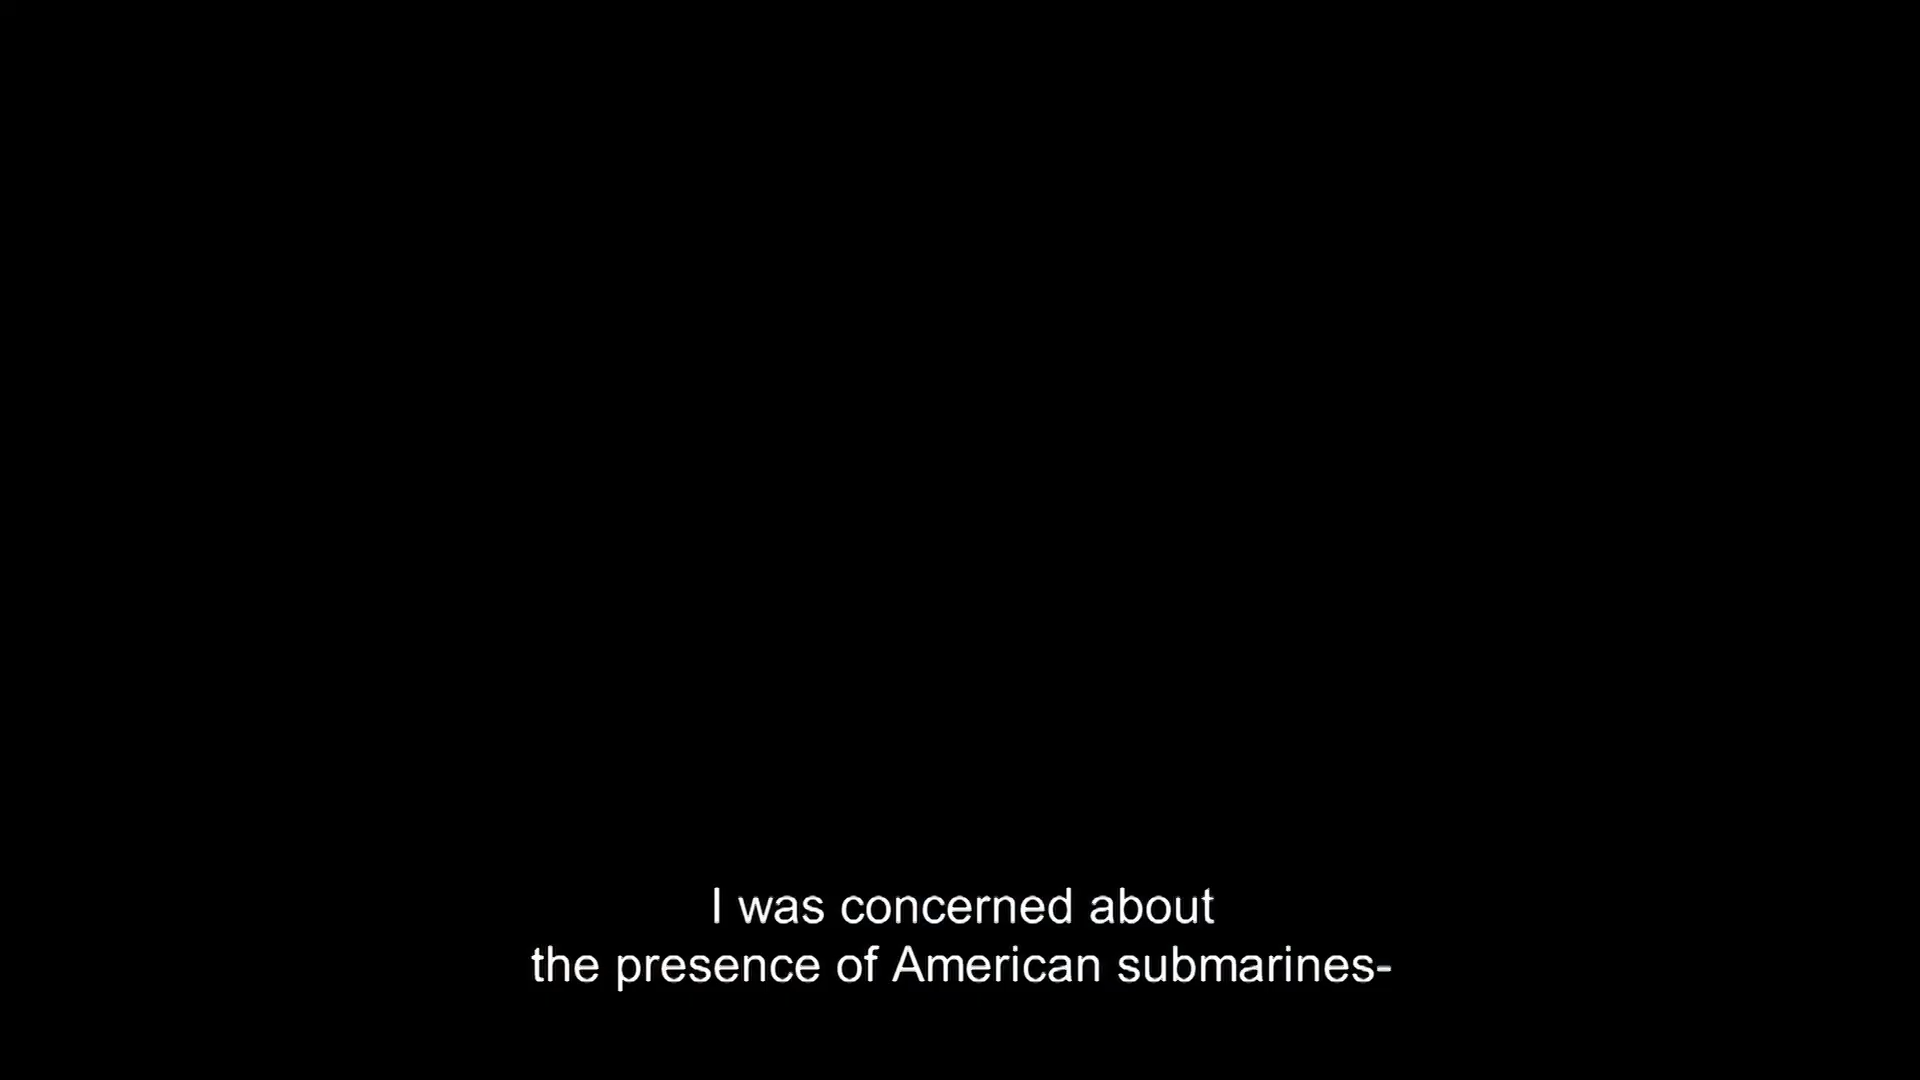 I was concerned about
the presence of American submarines-